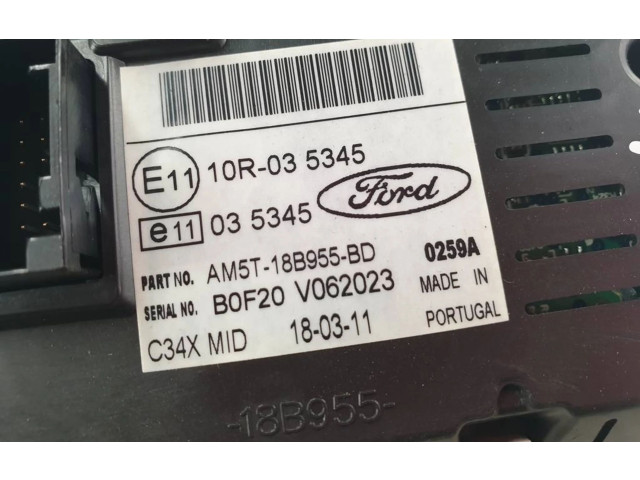 E11 10R-03 5345
e11 03 5345
Ford
PART NO. AM5T-18B955-BD 0259A
SERIAL NO. B0F20 V062023 MADE IN
C34X MID 18-03-11 PORTUGAL
-18B955-